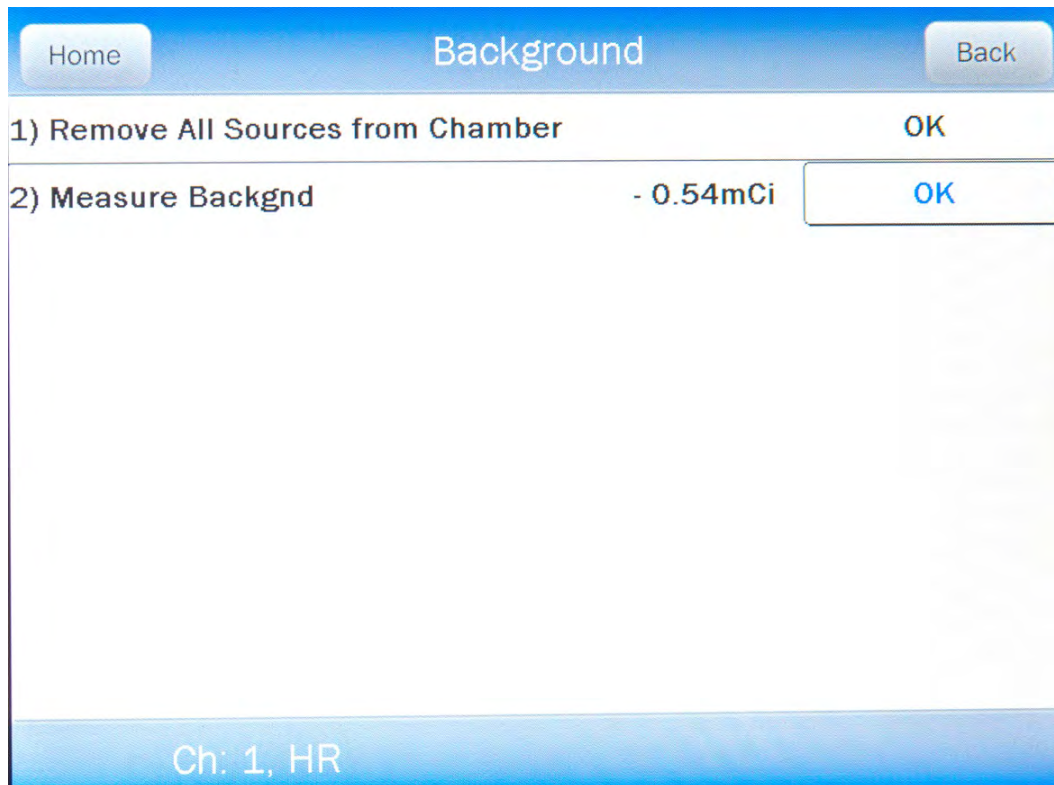 Home Background Back
1) Remove All Sources from Chamber OK
2) Measure Backgnd - 0.54mCi OK
Ch: 1, HR